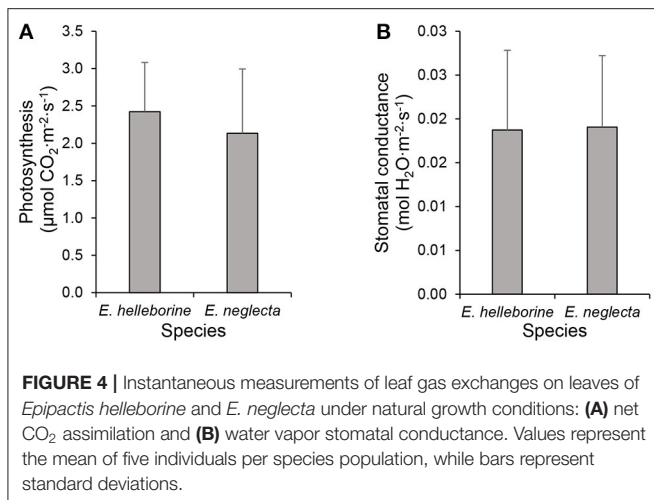 A
Photosynthesis
(µmol CO₂·m⁻²·s⁻¹)
3.5
3.0
2.5
2.0
1.5
1.0
0.5
0.0
E. helleborine E. neglecta
Species
B
Stomatal conductance
(mol H₂O·m⁻²·s⁻¹)
0.03
0.03
0.02
0.02
0.01
0.01
0.00
E. helleborine E. neglecta
Species
FIGURE 4 | Instantaneous measurements of leaf gas exchanges on leaves of
Epipactis helleborine and E. neglecta under natural growth conditions: (A) net
CO₂ assimilation and (B) water vapor stomatal conductance. Values represent
the mean of five individuals per species population, while bars represent
standard deviations.